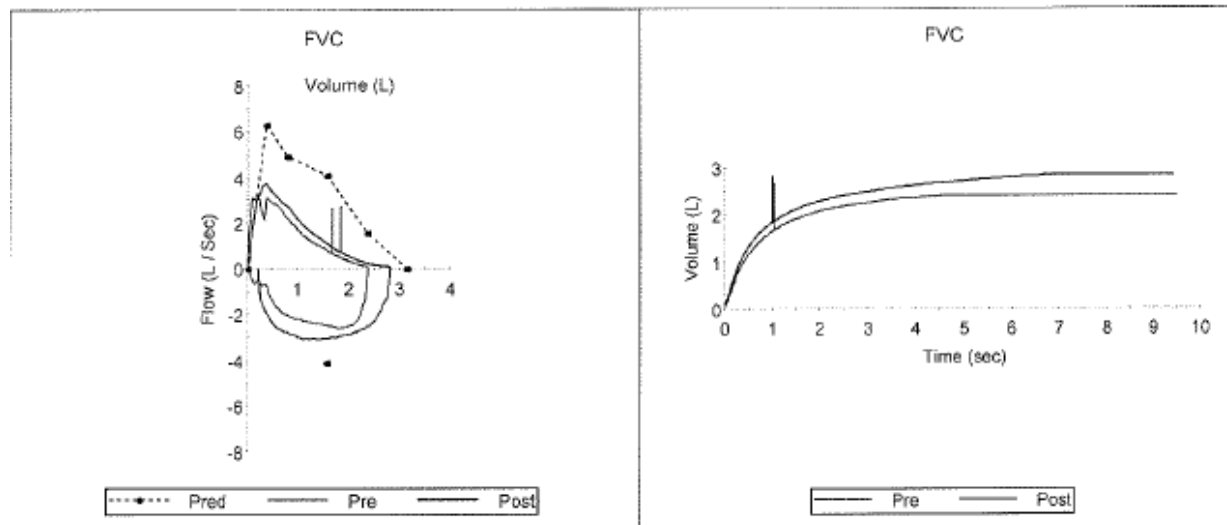 FVC
Volume (L)
8
6
4
2
0
-2
-4
-6
-8
Flow (L / Sec)
1 2 3 4
Pred Pre Post
FVC
3
2
1
0
Volume (L)
0 1 2 3 4 5 6 7 8 9 10
Time (sec)
Pre Post